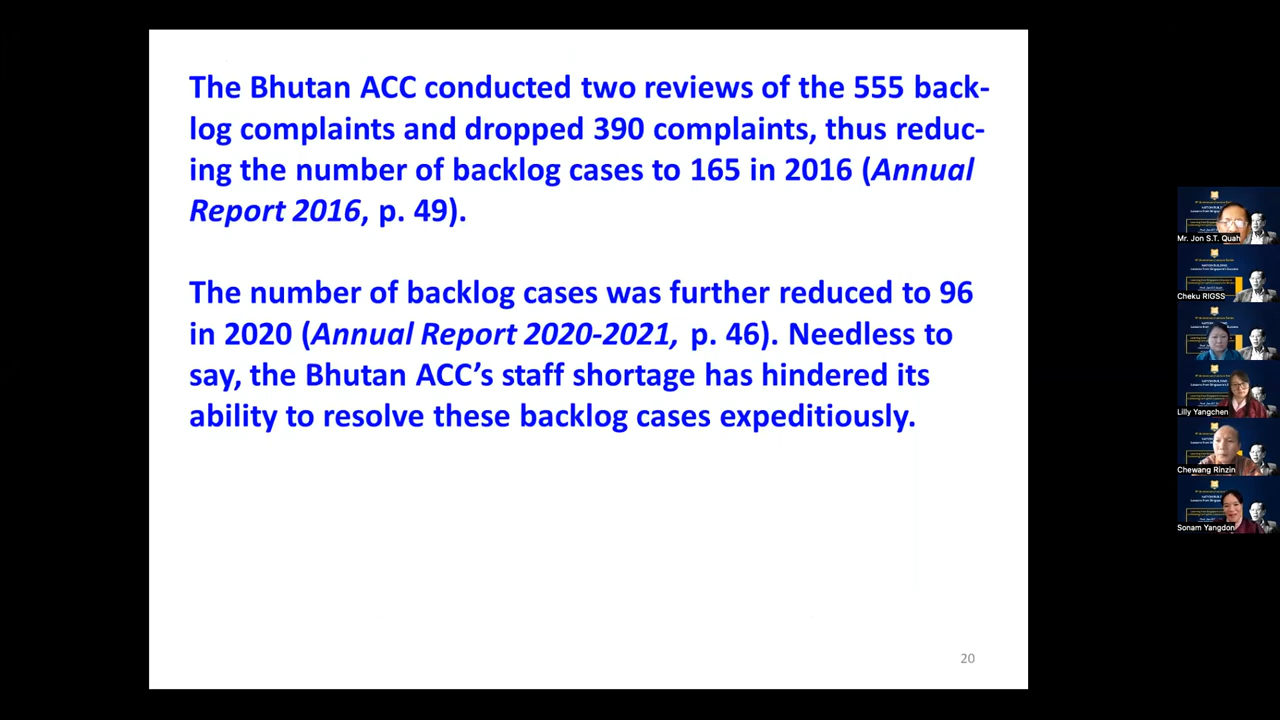 The Bhutan ACC conducted two reviews of the 555 back-
log complaints and dropped 390 complaints, thus reduc-
ing the number of backlog cases to 165 in 2016 (Annual
Report 2016, p. 49).
The number of backlog cases was further reduced to 96
in 2020 (Annual Report 2020-2021, p. 46). Needless to
say, the Bhutan ACC’s staff shortage has hindered its
ability to resolve these backlog cases expeditiously.
20
Mr. Jon S.T. Quah
Cheku RIGSS
Lilly Yangchen
Chewang Rinzin
Sonam Yangdon